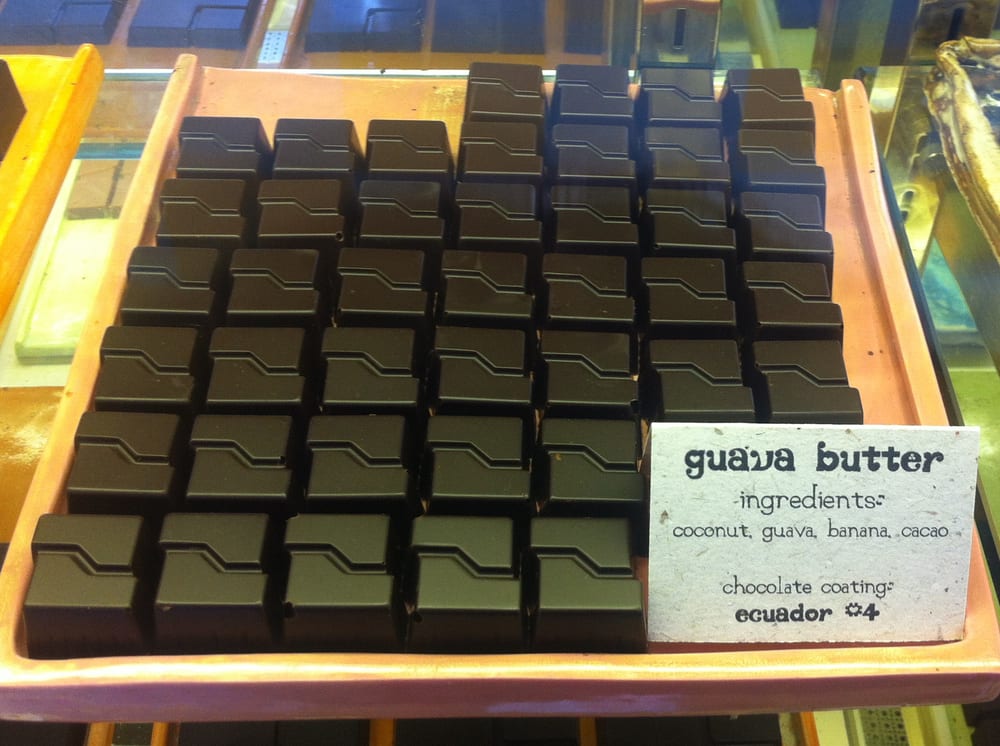 guava butter
ingredients:
coconut, guava, banana, cacao
chocolate coating:
ecuador #4